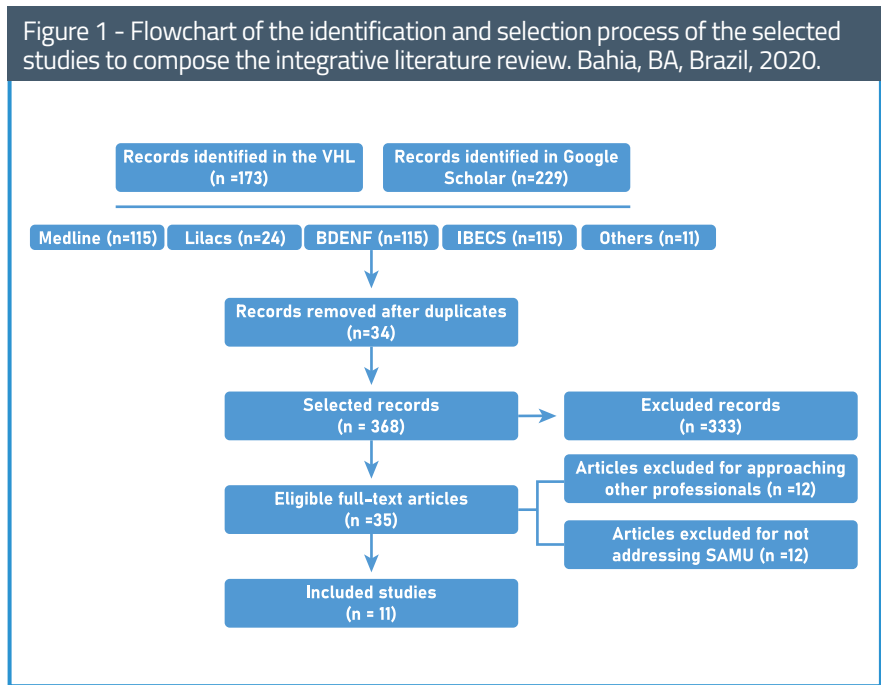 Figure 1 - Flowchart of the identification and selection process of the selected
studies to compose the integrative literature review. Bahia, BA, Brazil, 2020.
Records identified in the VHL
(n =173)
Records identified in Google
Scholar (n=229)
Medline (n=115)
Lilacs (n=24)
BDENF (n=115)
IBECS (n=115)
Others (n=11)
Records removed after duplicates
(n=34)
Selected records
(n = 368)
Excluded records
(n =333)
Eligible full-text articles
(n =35)
Articles excluded for approaching
other professionals (n =12)
Articles excluded for not
addressing SAMU (n =12)
Included studies
(n = 11)